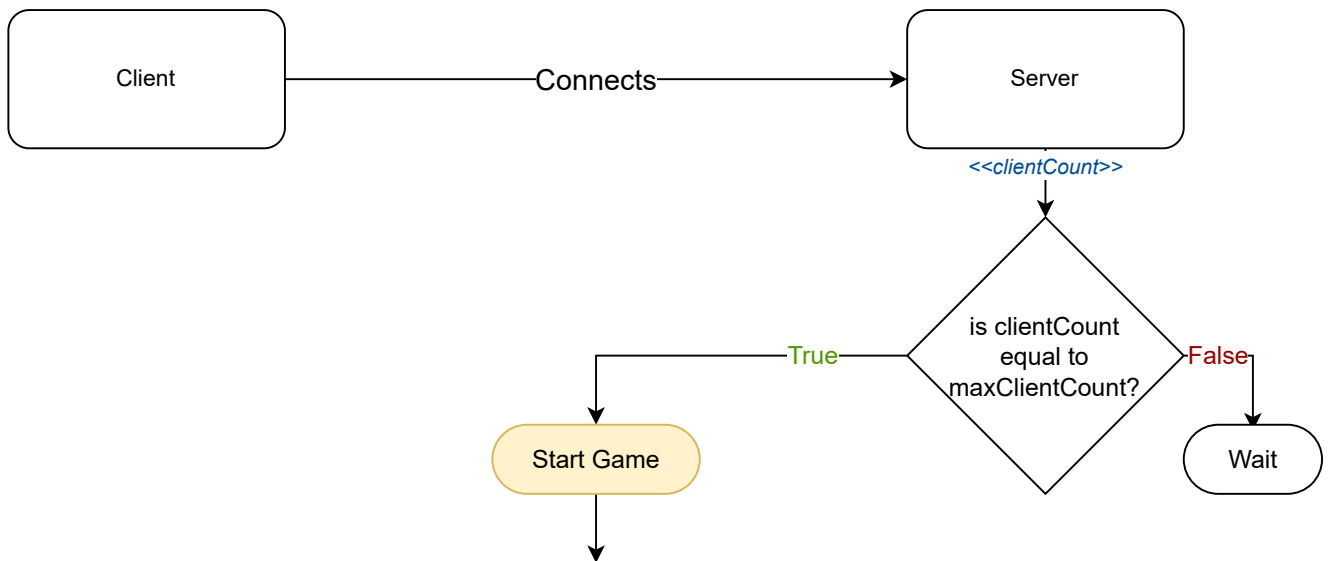 Client
Connects
Server
<<clientCount>>
is clientCount
equal to
maxClientCount?
True
False
Start Game
Wait